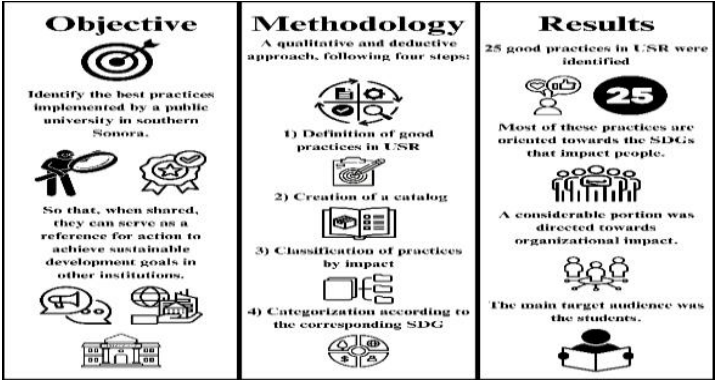 Objective
Identify the best practices
implemented by a public
university in southern
Sonora.
So that, when shared,
they can serve as a
reference for action to
achieve sustainable
development goals in
other institutions.
Methodology
A qualitative and deductive
approach, following four steps:
1) Definition of good
practices in USR
2) Creation of a catalog
3) Classification of practices
by impact
4) Categorization according to
the corresponding SDG
$
Results
25 good practices in USR were
identified
25
Most of these practices are
oriented towards the SDGs
that impact people.
A considerable portion was
directed towards
organizational impact.
The main target audience was
the students.